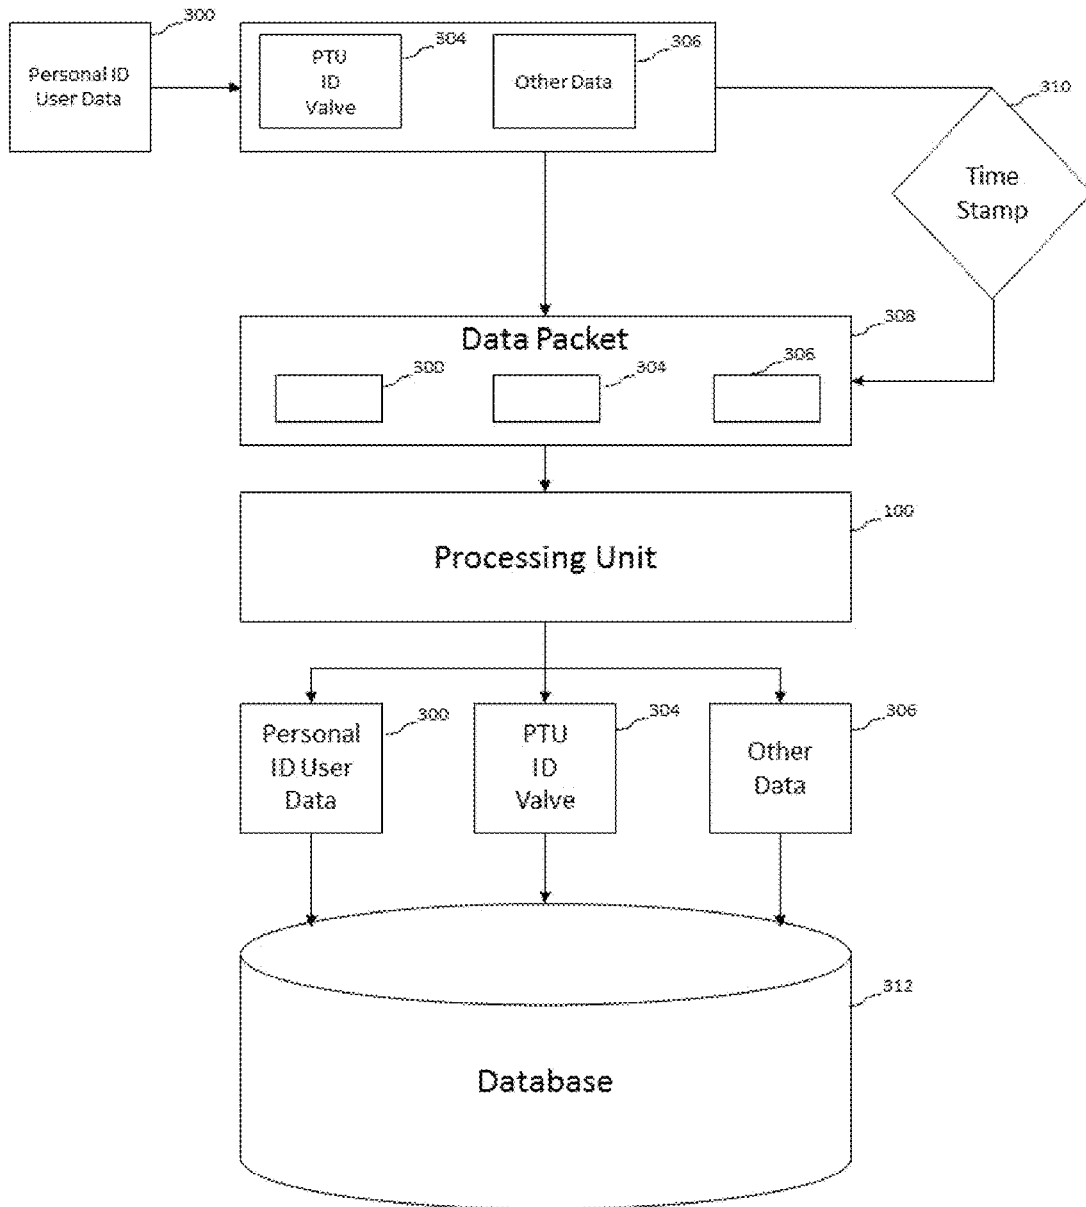 300
Personal ID
User Data
304
PTU
ID
Valve
306
Other Data
310
Time
Stamp
308
Data Packet
300
304
306
100
Processing Unit
300
Personal
ID User
Data
304
PTU
ID
Valve
306
Other
Data
312
Database